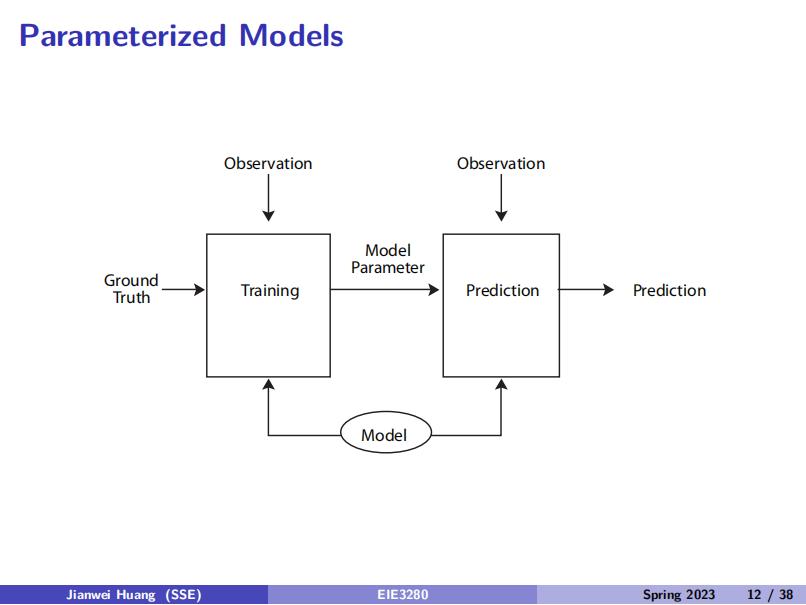 Parameterized Models
Observation
Observation
Model
Parameter
Ground
Truth
Training
Prediction
Prediction
Model
Jianwei Huang (SSE)
EIE3280
Spring 2023
12 / 38